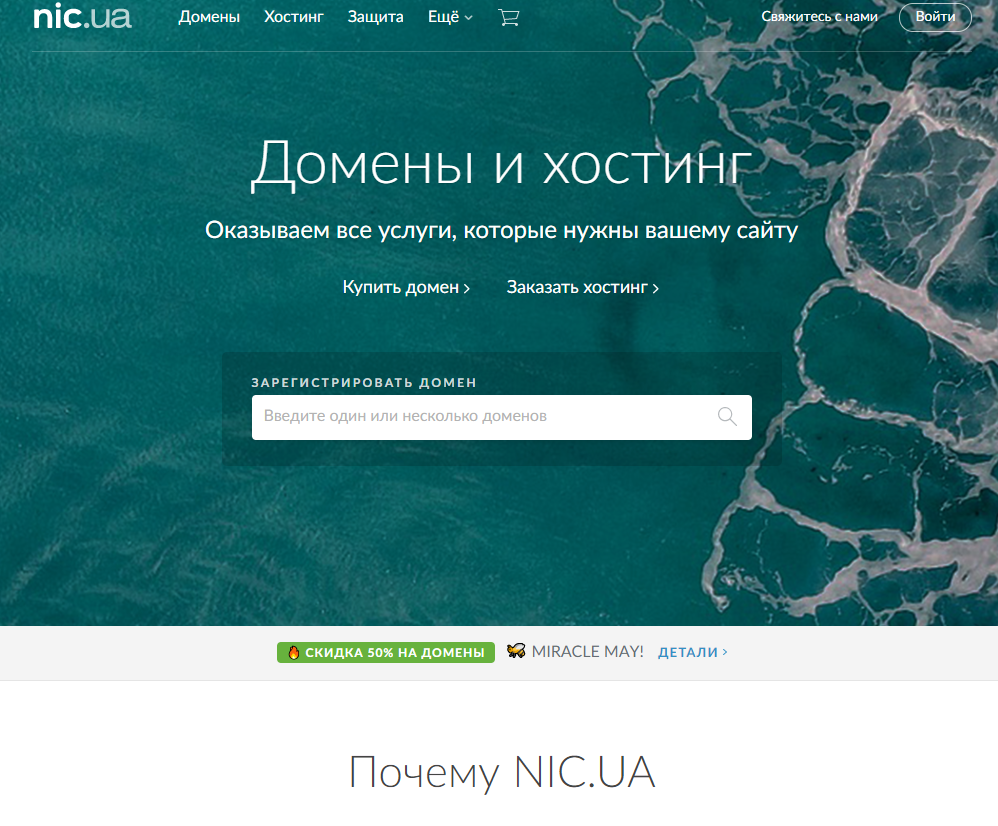 nic.ua Домены Хостинг Защита Ещё Свяжитесь с нами Войти
Домены и хостинг
Оказываем все услуги, которые нужны вашему сайту
Купить домен › Заказать хостинг ›
ЗАРЕГИСТРИРОВАТЬ ДОМЕН
Введите один или несколько доменов
СКИДКА 50% НА ДОМЕНЫ MIRACLE MAY! ДЕТАЛИ ›
Почему NIC.UA